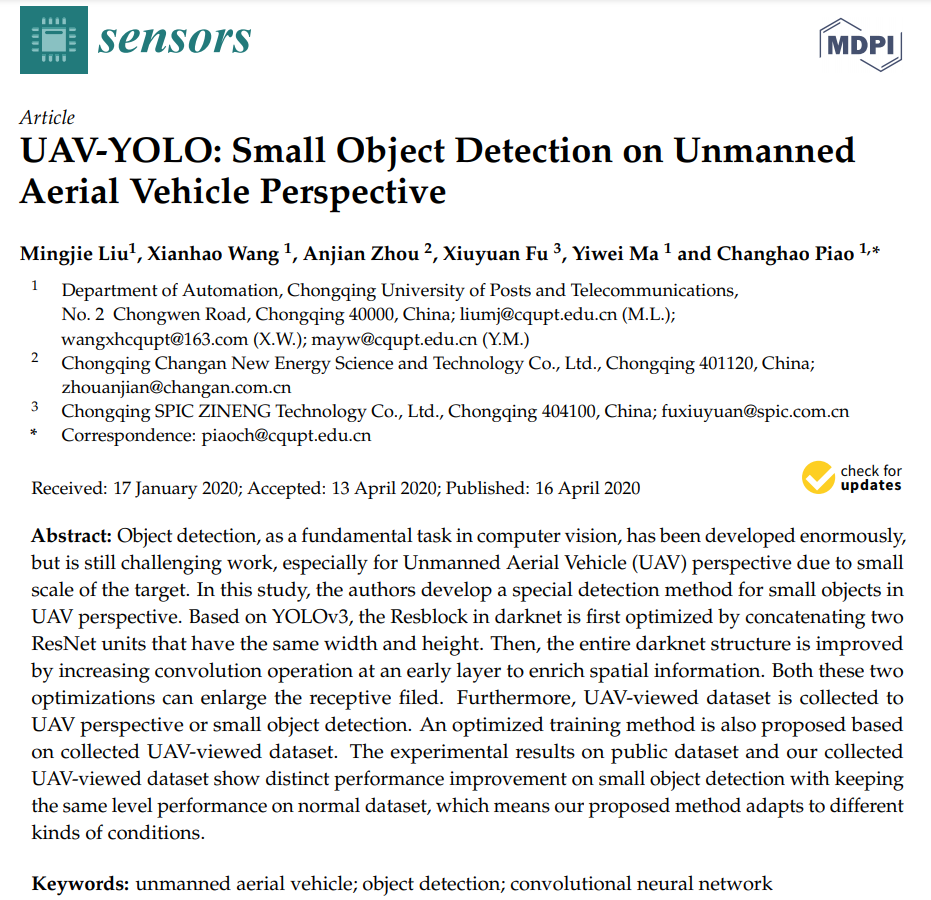 sensors
MDPI
Article
UAV-YOLO: Small Object Detection on Unmanned
Aerial Vehicle Perspective
Mingjie Liu1, Xianhao Wang 1, Anjian Zhou 2, Xiuyuan Fu 3, Yiwei Ma 1 and Changhao Piao 1,*
1 Department of Automation, Chongqing University of Posts and Telecommunications,
No. 2 Chongwen Road, Chongqing 40000, China; liumj@cqupt.edu.cn (M.L.);
wangxhcqupt@163.com (X.W.); mayw@cqupt.edu.cn (Y.M.)
2 Chongqing Changan New Energy Science and Technology Co., Ltd., Chongqing 401120, China;
zhouanjian@changan.com.cn
3 Chongqing SPIC ZINENG Technology Co., Ltd., Chongqing 404100, China; fuxiuyuan@spic.com.cn
* Correspondence: piaoch@cqupt.edu.cn
Received: 17 January 2020; Accepted: 13 April 2020; Published: 16 April 2020
check for
updates
Abstract: Object detection, as a fundamental task in computer vision, has been developed enormously,
but is still challenging work, especially for Unmanned Aerial Vehicle (UAV) perspective due to small
scale of the target. In this study, the authors develop a special detection method for small objects in
UAV perspective. Based on YOLOv3, the Resblock in darknet is first optimized by concatenating two
ResNet units that have the same width and height. Then, the entire darknet structure is improved
by increasing convolution operation at an early layer to enrich spatial information. Both these two
optimizations can enlarge the receptive filed. Furthermore, UAV-viewed dataset is collected to
UAV perspective or small object detection. An optimized training method is also proposed based
on collected UAV-viewed dataset. The experimental results on public dataset and our collected
UAV-viewed dataset show distinct performance improvement on small object detection with keeping
the same level performance on normal dataset, which means our proposed method adapts to different
kinds of conditions.
Keywords: unmanned aerial vehicle; object detection; convolutional neural network